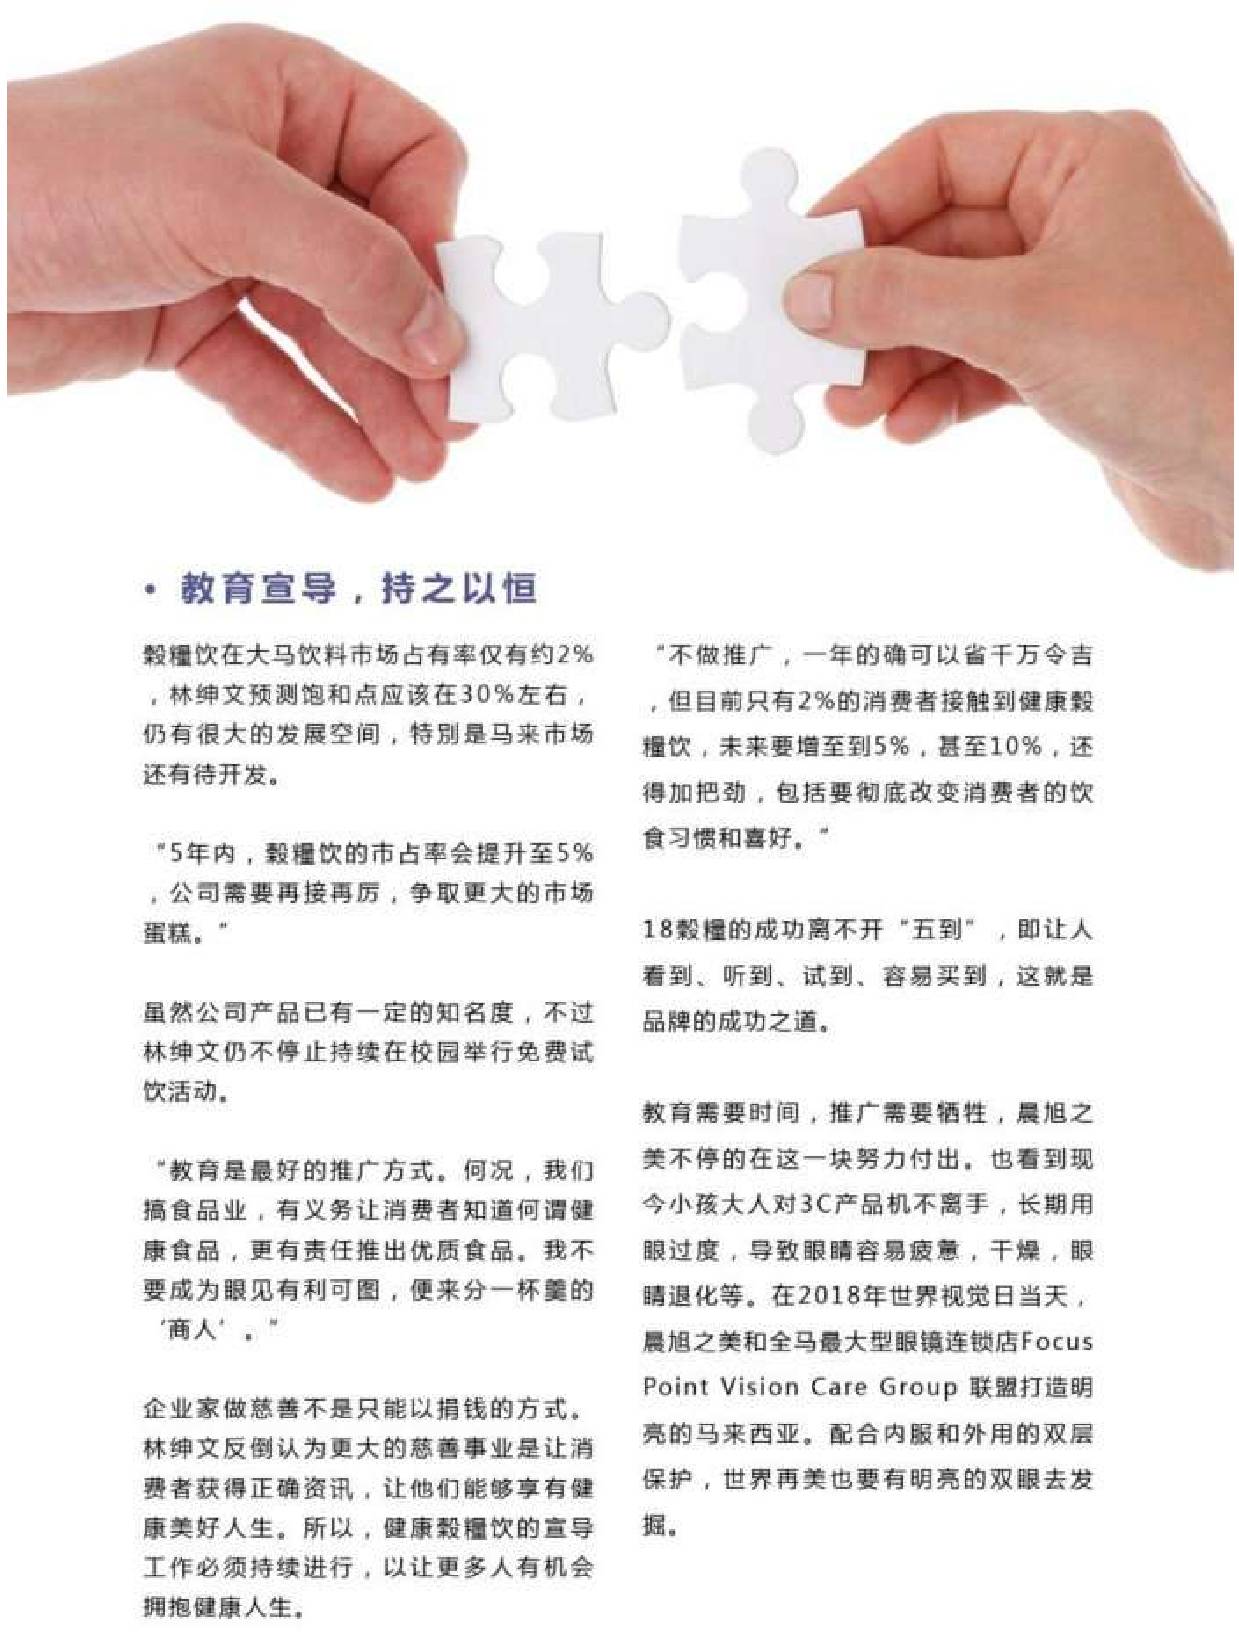 • 教育宣导，持之以恒
榖糧饮在大马饮料市场占有率仅有约2%
，林绅文预测饱和点应该在30%左右，
仍有很大的发展空间，特别是马来市场
还有待开发。
“5年内，榖糧饮的市占率会提升至5%
，公司需要再接再厉，争取更大的市场
蛋糕。”
虽然公司产品已有一定的知名度，不过
林绅文仍不停止持续在校园举行免费试
饮活动。
“教育是最好的推广方式。何况，我们
搞食品业，有义务让消费者知道何谓健
康食品，更有责任推出优质食品。我不
要成为眼见有利可图，便来分一杯羹的
‘商人’。”
企业家做慈善不是只能以捐钱的方式。
林绅文反倒认为更大的慈善事业是让消
费者获得正确资讯，让他们能够享有健
康美好人生。所以，健康榖糧饮的宣导
工作必须持续进行，以让更多人有机会
拥抱健康人生。
“不做推广，一年的确可以省千万令吉
，但目前只有2%的消费者接触到健康榖
糧饮，未来要增至到5%，甚至10%，还
得加把劲，包括要彻底改变消费者的饮
食习惯和喜好。”
18榖糧的成功离不开“五到”，即让人
看到、听到、试到、容易买到，这就是
品牌的成功之道。
教育需要时间，推广需要牺牲，晨旭之
美不停的在这一块努力付出。也看到现
今小孩大人对3C产品机不离手，长期用
眼过度，导致眼睛容易疲惫，干燥，眼
睛退化等。在2018年世界视觉日当天，
晨旭之美和全马最大型眼镜连锁店Focus
Point Vision Care Group 联盟打造明
亮的马来西亚。配合内服和外用的双层
保护，世界再美也要有明亮的双眼去发
掘。